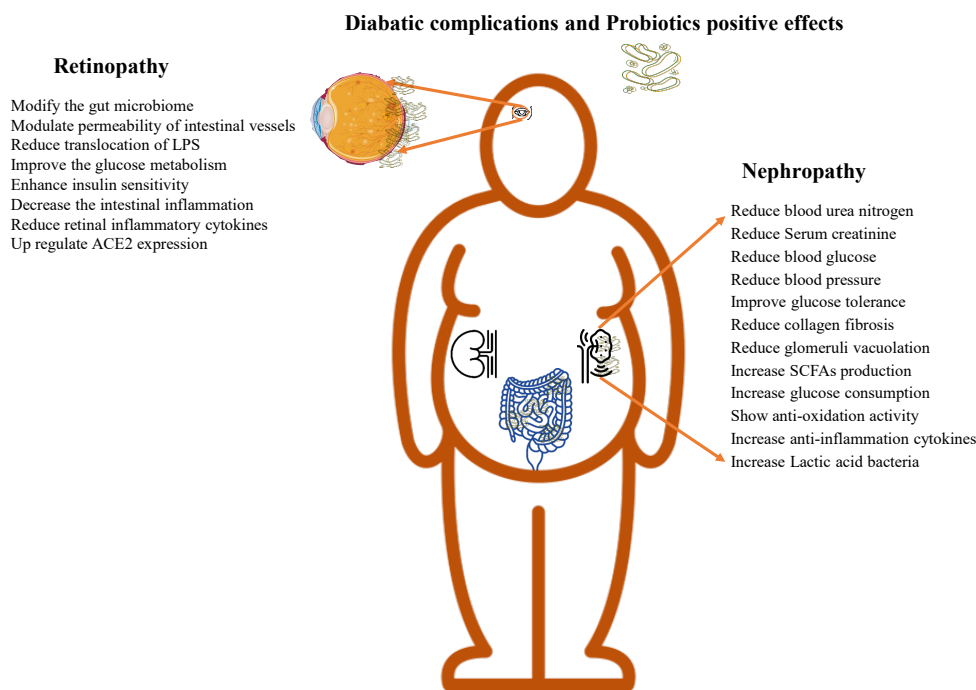 Diabatic complications and Probiotics positive effects
Retinopathy
Modify the gut microbiome
Modulate permeability of intestinal vessels
Reduce translocation of LPS
Improve the glucose metabolism
Enhance insulin sensitivity
Decrease the intestinal inflammation
Reduce retinal inflammatory cytokines
Up regulate ACE2 expression
Nephropathy
Reduce blood urea nitrogen
Reduce Serum creatinine
Reduce blood glucose
Reduce blood pressure
Improve glucose tolerance
Reduce collagen fibrosis
Reduce glomeruli vacuolation
Increase SCFAs production
Increase glucose consumption
Show anti-oxidation activity
Increase anti-inflammation cytokines
Increase Lactic acid bacteria